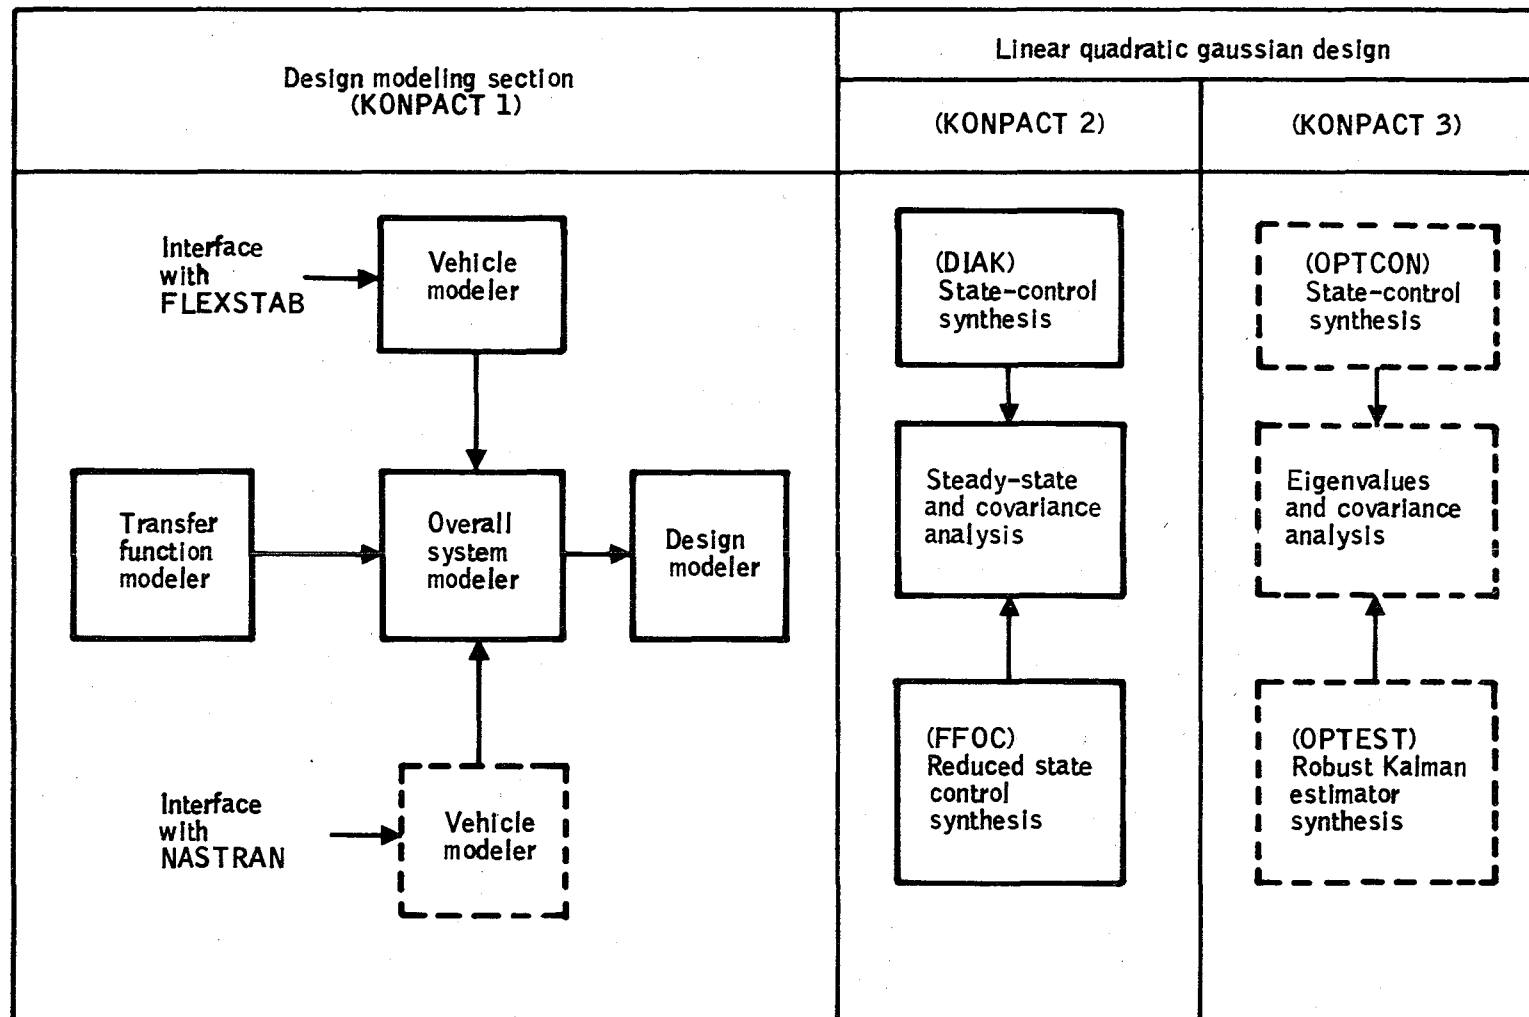 Design modeling section
(KONPACT 1)
Linear quadratic gaussian design
(KONPACT 2)
(KONPACT 3)
Interface
with
FLEXSTAB
Vehicle
modeler
Transfer
function
modeler
Overall
system
modeler
Design
modeler
Interface
with
NASTRAN
Vehicle
modeler
(DIAK)
State-control
synthesis
Steady-state
and covariance
analysis
(FFOC)
Reduced state
control
synthesis
(OPTCON)
State-control
synthesis
Eigenvalues
and covariance
analysis
(OPTEST)
Robust Kalman
estimator
synthesis